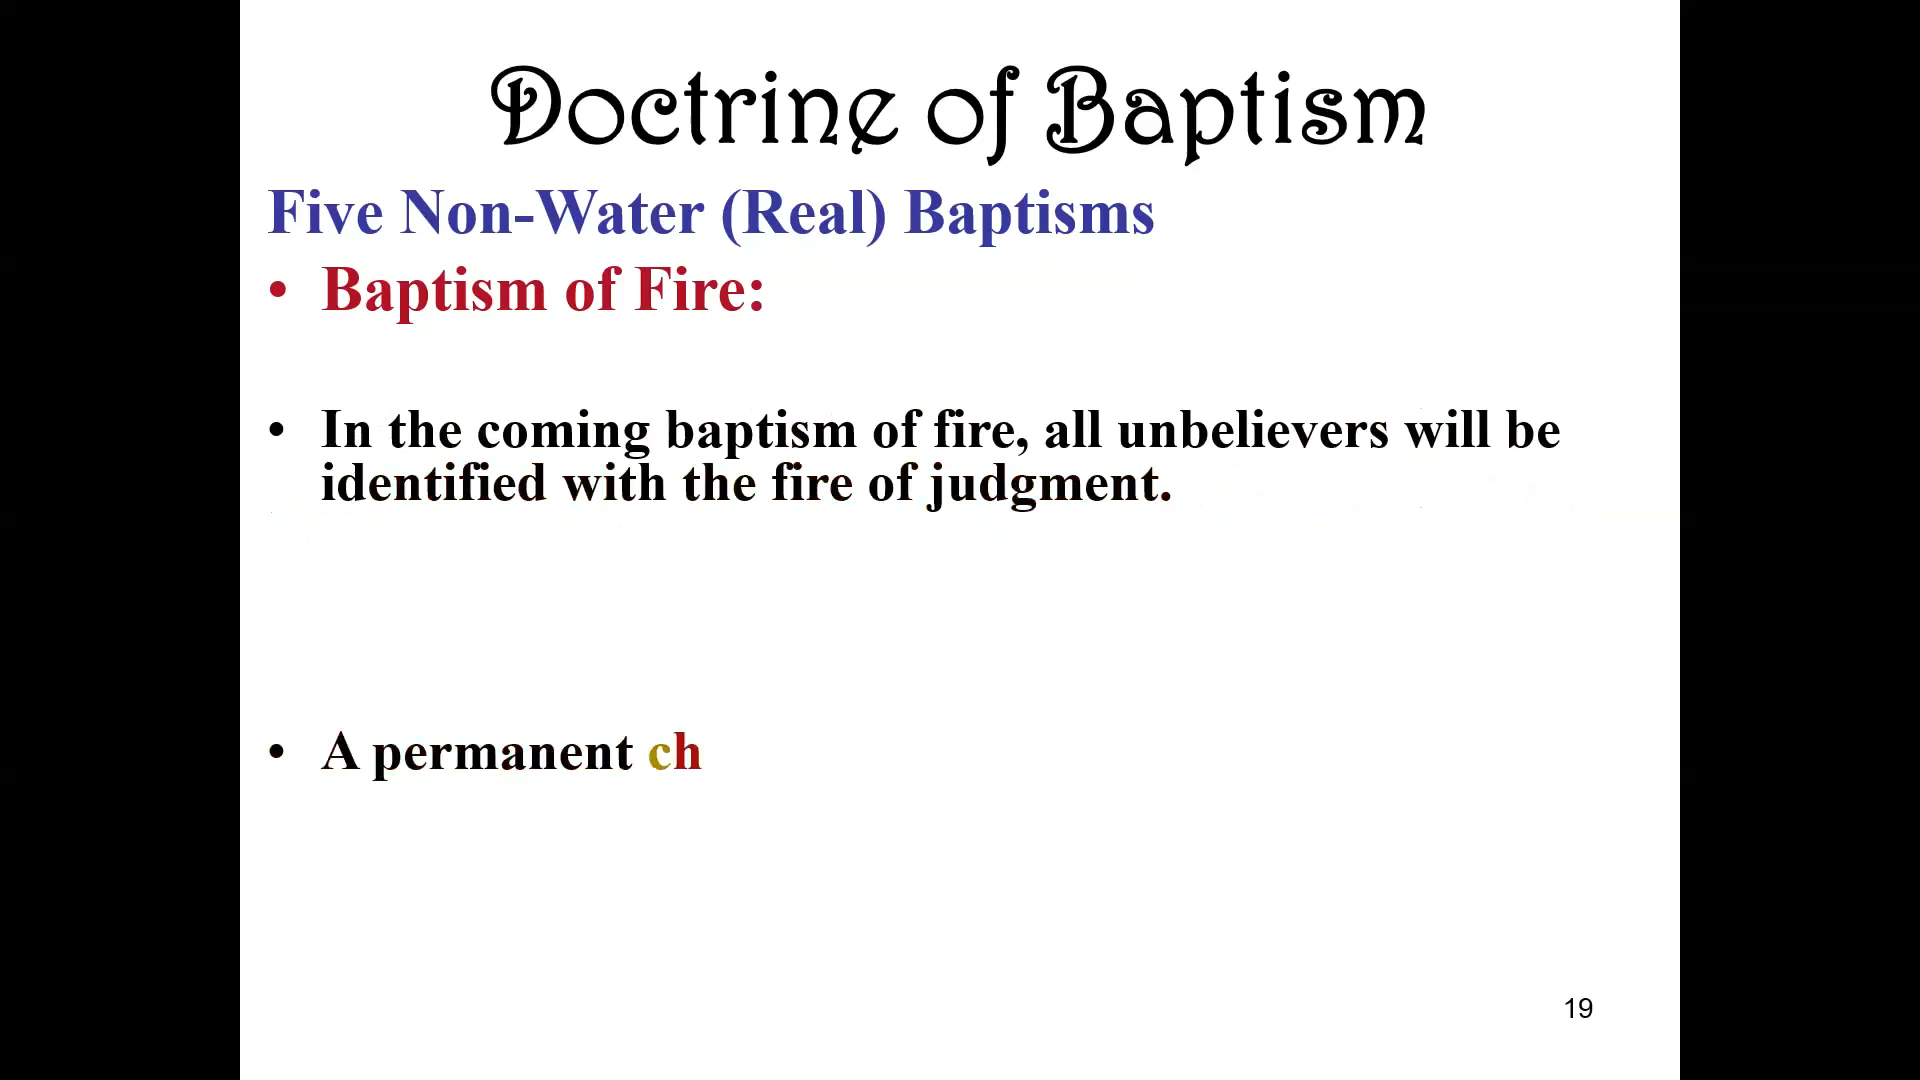 Doctrine of Baptism
Five Non-Water (Real) Baptisms
• Baptism of Fire:
• In the coming baptism of fire, all unbelievers will be
identified with the fire of judgment.
• A permanent ch
19